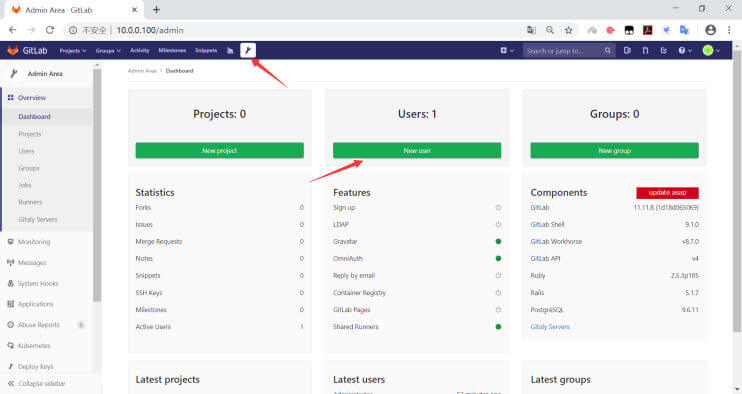 Admin Area · GitLab
不安全 | 10.0.0.100/admin
GitLab Projects Groups Activity Milestones Snippets Search or jump to...
Admin Area
Admin Area > Dashboard
Overview
Dashboard
Projects
Users
Groups
Jobs
Runners
Gitaly Servers
Monitoring
Messages
System Hooks
Applications
Abuse Reports 0
Kubernetes
Deploy Keys
Collapse sidebar
Projects: 0
New project
Users: 1
New user
Groups: 0
New group
Statistics
Forks 0
Issues 0
Merge Requests 0
Notes 0
Snippets 0
SSH Keys 0
Milestones 0
Active Users 1
Features
Sign up
LDAP
Gravatar
OmniAuth
Reply by email
Container Registry
GitLab Pages
Shared Runners
Components update asap
GitLab 11.11.8 (1d18d065069)
GitLab Shell 9.1.0
GitLab Workhorse v8.7.0
GitLab API v4
Ruby 2.5.3p105
Rails 5.1.7
PostgreSQL 9.6.11
Gitaly Servers
Latest projects
Latest users
Latest groups